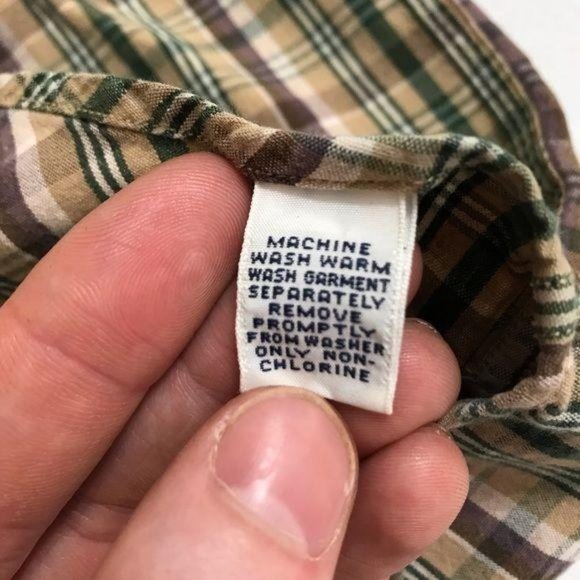 MACHINE
WASH WARM
WASH GARMENT
SEPARATELY
REMOVE
PROMPTLY
FROM WASHER
ONLY NON-
CHLORINE